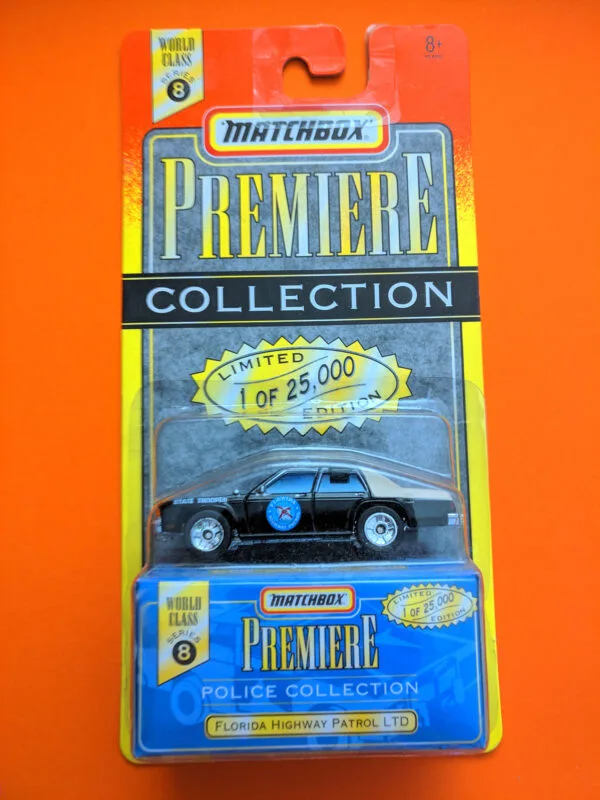 WORLD
CLASS
SERIES
8
8+
MATCHBOX®
PREMIERE
COLLECTION
LIMITED
1 OF 25,000
EDITION
STATE TROOPER
WORLD
CLASS
SERIES
8
MATCHBOX
PREMIERE
POLICE COLLECTION
FLORIDA HIGHWAY PATROL LTD
LIMITED
1 OF 25,000
EDITION